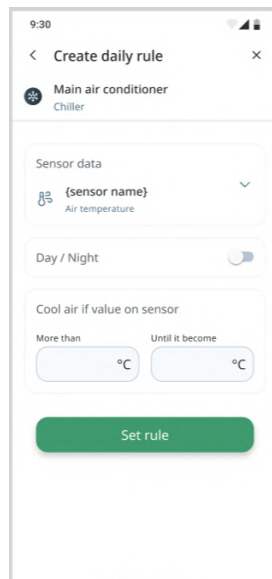 9:30
Create daily rule
Main air conditioner
Chiller
Sensor data
{sensor name}
Air temperature
Day / Night
Cool air if value on sensor
More than
Until it become
°C
°C
Set rule